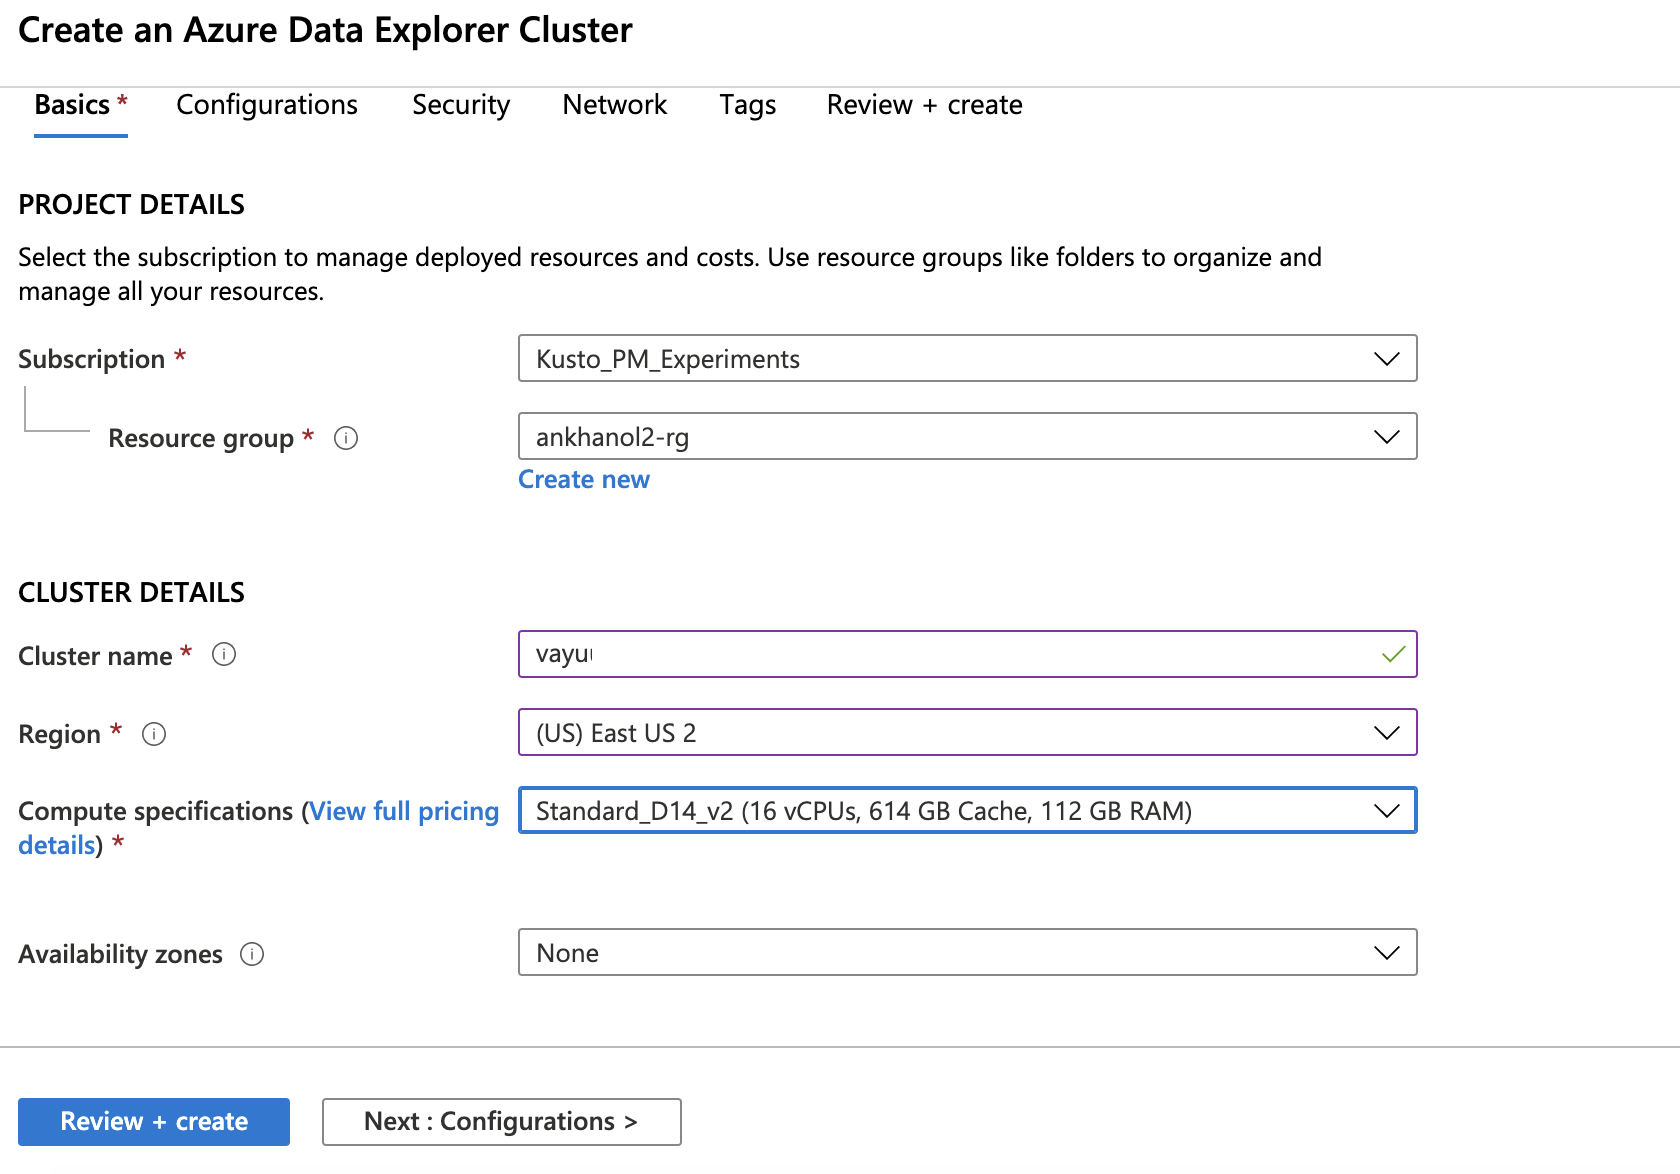 Create an Azure Data Explorer Cluster
Basics * Configurations Security Network Tags Review + create
PROJECT DETAILS
Select the subscription to manage deployed resources and costs. Use resource groups like folders to organize and
manage all your resources.
Subscription * Kusto_PM_Experiments
Resource group * ankhanol2-rg
Create new
CLUSTER DETAILS
Cluster name *
Region * (US) East US 2
Compute specifications (View full pricing
details) * Standard_D14_v2 (16 vCPUs, 614 GB Cache, 112 GB RAM)
Availability zones None
Review + create Next : Configurations >